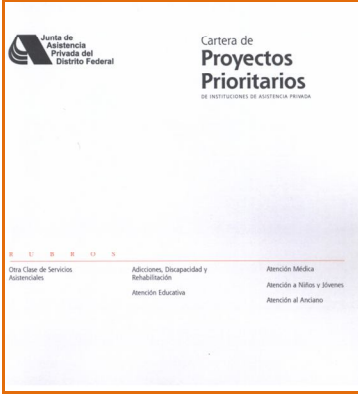 Junta de
Asistencia
Privada del
Distrito Federal
Cartera de
Proyectos
Prioritarios
DE INSTITUCIONES DE ASISTENCIA PRIVADA
R U B R O S
Otra Clase de Servicios
Asistenciales
Adicciones, Discapacidad y
Rehabilitación
Atención Educativa
Atención Médica
Atención a Niños y Jóvenes
Atención al Anciano